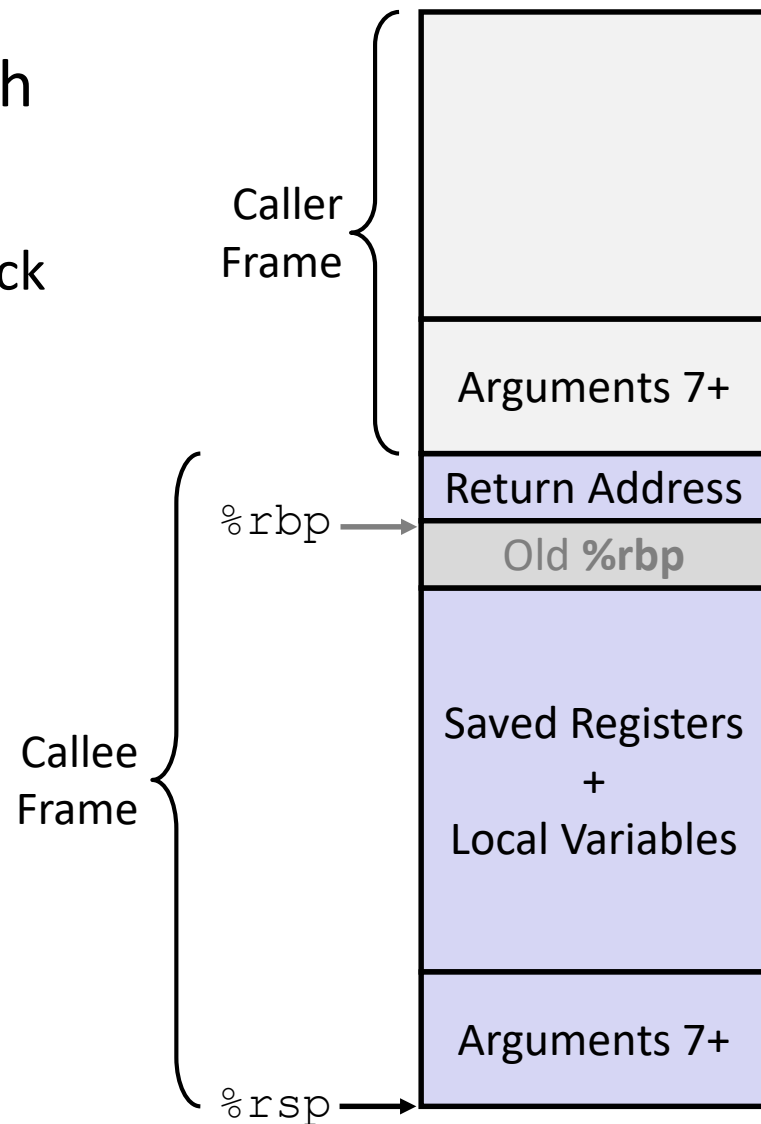 h
ck
Caller
Frame
Arguments 7+
Return Address
%rbp
Old %rbp
Saved Registers
+
Local Variables
Callee
Frame
Arguments 7+
%rsp